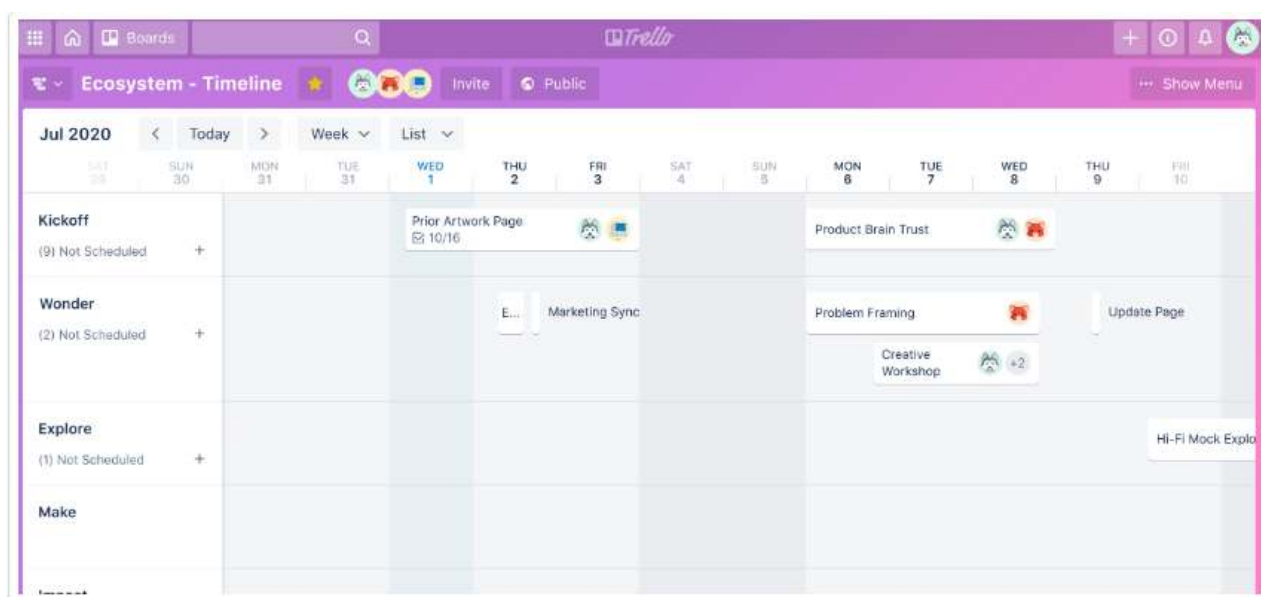 Boards
Trello
Ecosystem - Timeline
Invite
Public
··· Show Menu
Jul 2020
< Today >
Week
List
SAT SUN MON TUE WED THU FRI SAT SUN MON TUE WED THU FRI
30 31 31 1 2 3 4 5 6 7 8 9 10
Kickoff
(9) Not Scheduled +
Prior Artwork Page
10/16
Product Brain Trust
Wonder
(2) Not Scheduled +
E...
Marketing Sync
Problem Framing
Update Page
Creative
Workshop
+2
Explore
(1) Not Scheduled +
Hi-Fi Mock Explo
Make